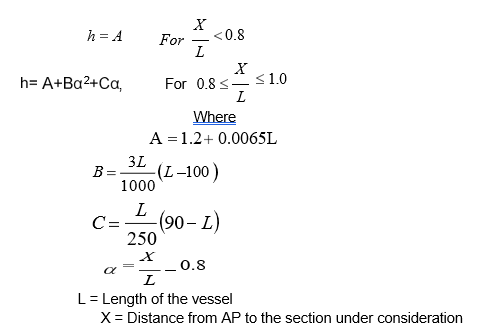 h = A For X/L < 0.8
h= A+Bα²+Cα, For 0.8 ≤ X/L ≤ 1.0
Where
A = 1.2+ 0.0065L
B = 3L/1000 (L – 100)
C = L/250 (90 – L)
α = X/L – 0.8
L = Length of the vessel
X = Distance from AP to the section under consideration